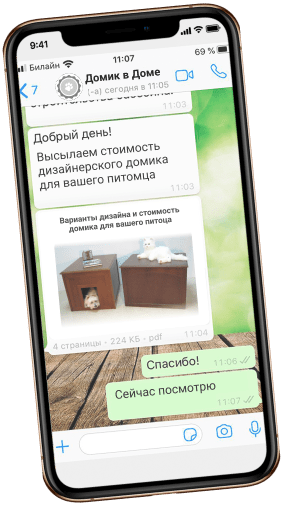 9:41
Билайн 11:07 69 %
7 Домик в Доме
(-а) сегодня в 11:05
11:03
Добрый день!
Высылаем стоимость
дизайнерского домика
для вашего питомца
11:03
Варианты дизайна и стоимость
домика для вашего питоца
4 страницы · 224 КБ · pdf 11:04
Спасибо! 11:06
Сейчас посмотрю
11:07